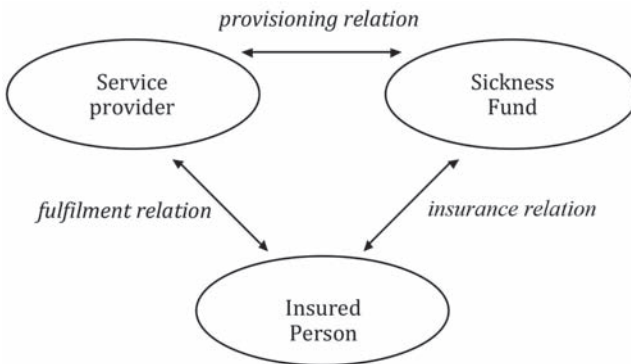 provisioning relation
Service
provider
Sickness
Fund
fulfilment relation
insurance relation
Insured
Person